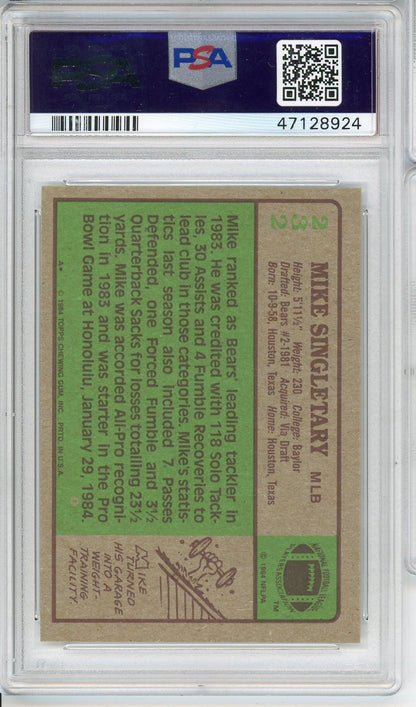 PSA
47128924
232
MIKE SINGLETARY MLB
Height: 5'11½" Weight: 230 College: Baylor
Drafted: Bears #2-1981 Acquired: Via Draft
Born: 10-9-58, Houston, Texas Home: Houston, Texas
NATIONAL FOOTBALL LEAGUE
PLAYERS ASSOCIATION
© 1984 NFLPA
Mike ranked as Bears leading tackler in
1983. He was credited with 118 Solo Tack-
les, 30 Assists and 4 Fumble Recoveries to
lead club in those categories. Mike's statis-
tics last season also included 7 Passes
Defended, one Forced Fumble and 3½
Quarterback Sacks for losses totalling 23½
yards. Mike was accorded All-Pro recogni-
tion in 1983 and was starter in the Pro
Bowl Game at Honolulu, January 29, 1984.
MIKE
TURNED
HIS GARAGE
INTO A
WEIGHT-
TRAINING
FACILITY.
A* © 1984 TOPPS CHEWING GUM, INC. PRTD. IN U.S.A.